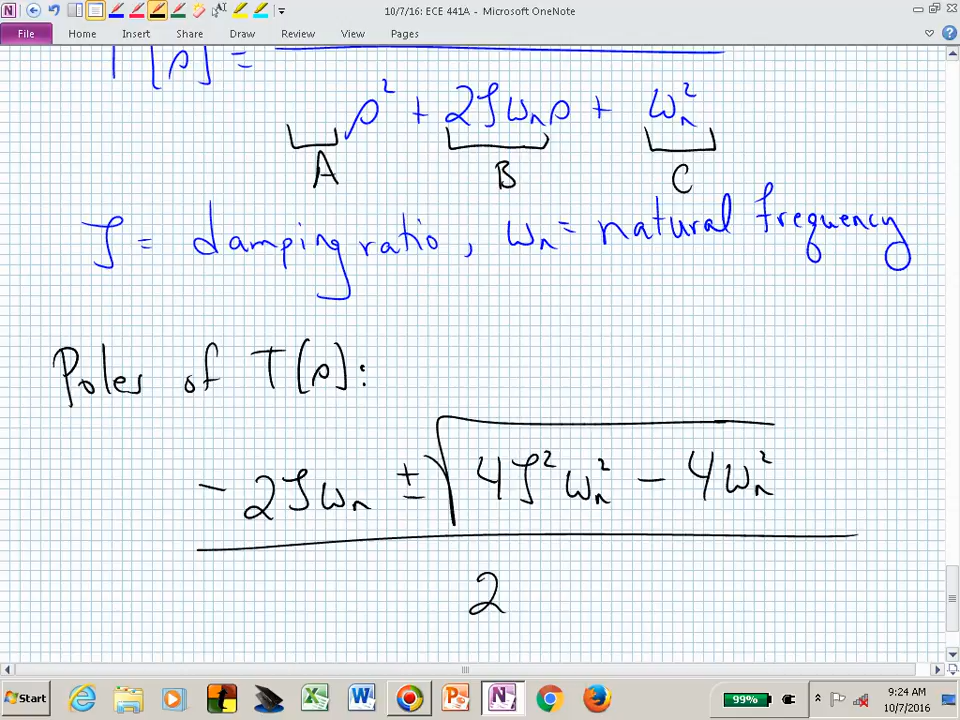 10/7/16: ECE 441A - Microsoft OneNote
File Home Insert Share Draw Review View Pages
T(s) =
s² + 2ζωₙs + ωₙ²
A B C
ζ = damping ratio, ωₙ = natural frequency
Poles of T(s):
-2ζωₙ ± √(4ζ²ωₙ² - 4ωₙ²)
2
Start 99% 9:24 AM
10/7/2016